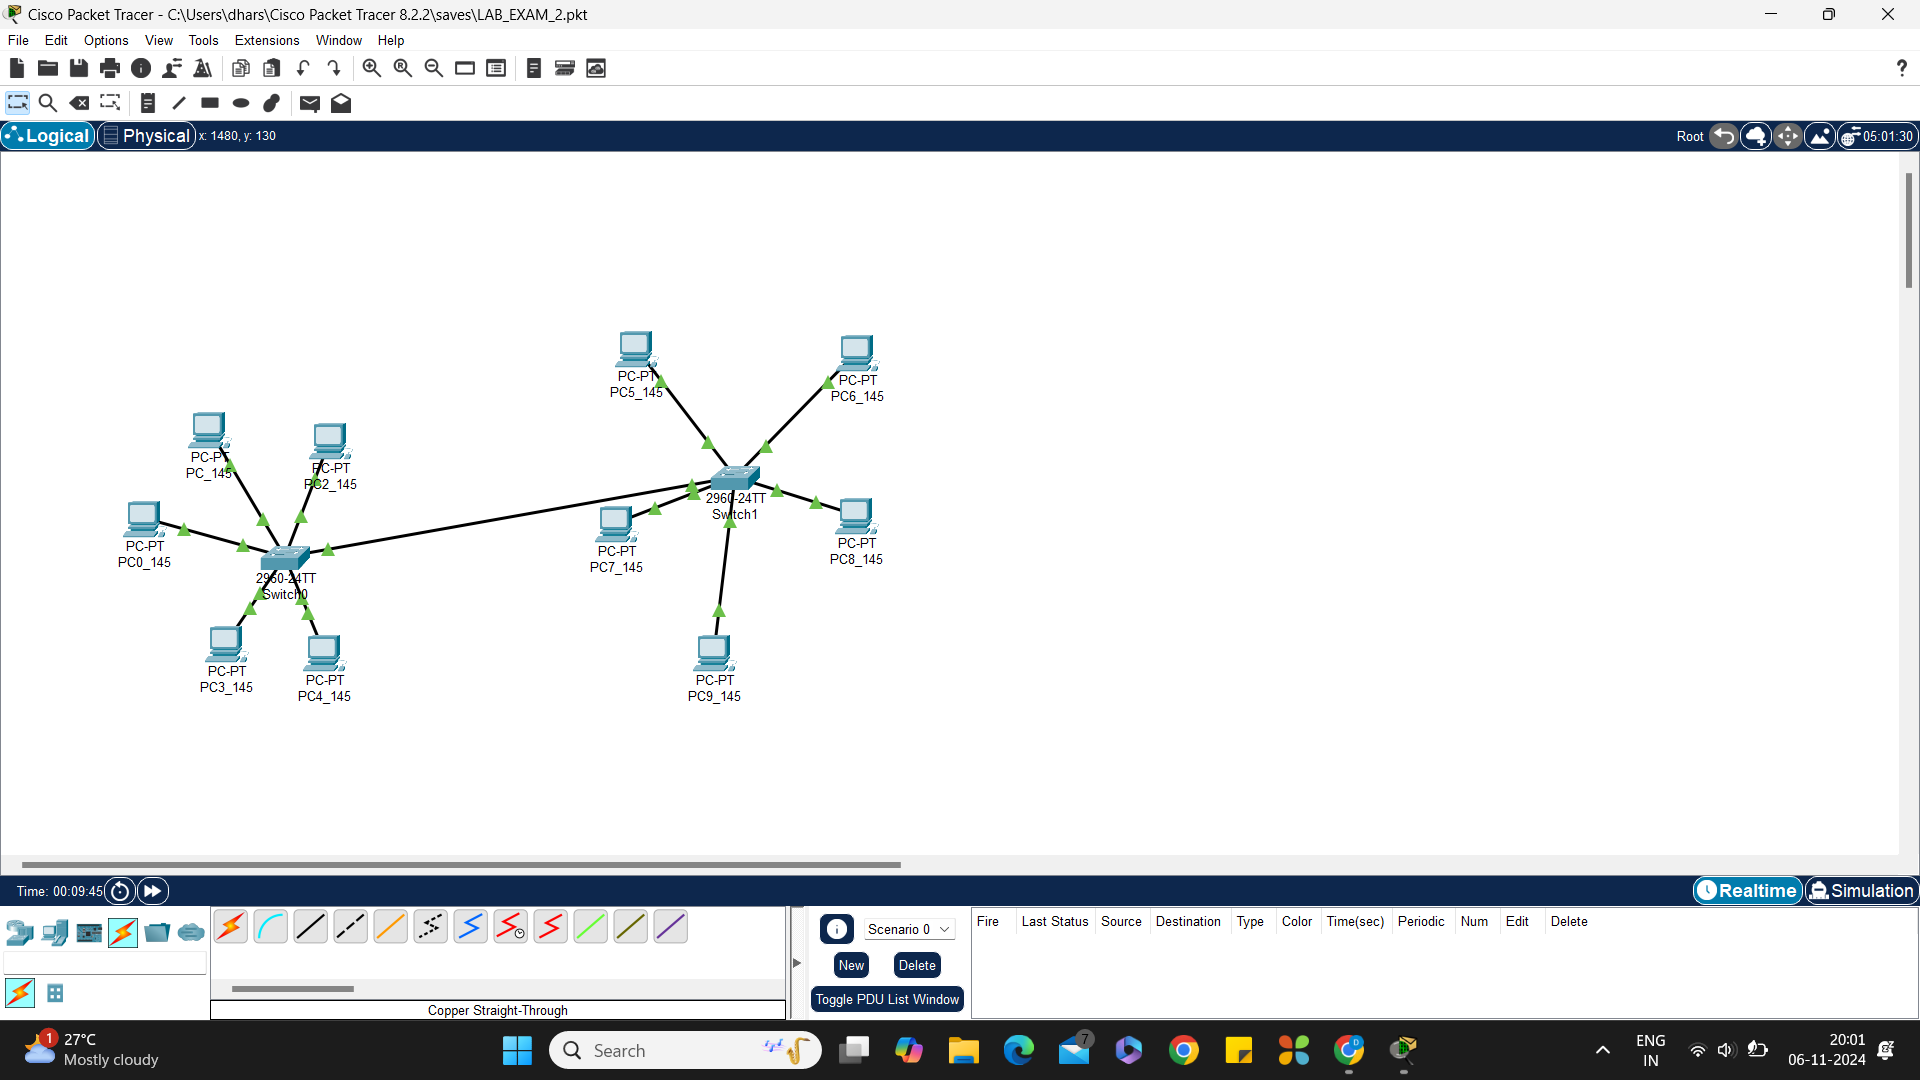 Cisco Packet Tracer - C:\Users\dhars\Cisco Packet Tracer 8.2.2\saves\LAB_EXAM_2.pkt
File Edit Options View Tools Extensions Window Help
?
Logical Physical x: 1480, y: 130 Root 05:01:30
PC-PT
PC5_145
PC-PT
PC6_145
PC-PT
PC_145
PC-PT
PC2_145
2960-24TT
Switch1
PC-PT
PC0_145
PC-PT
PC7_145
PC-PT
PC8_145
2960-24TT
Switch0
PC-PT
PC3_145
PC-PT
PC4_145
PC-PT
PC9_145
Time: 00:09:45 Realtime Simulation
Scenario 0
New Delete
Toggle PDU List Window
Fire Last Status Source Destination Type Color Time(sec) Periodic Num Edit Delete
Copper Straight-Through
1 27°C
Mostly cloudy
Search
7
D
ENG
IN
20:01
06-11-2024